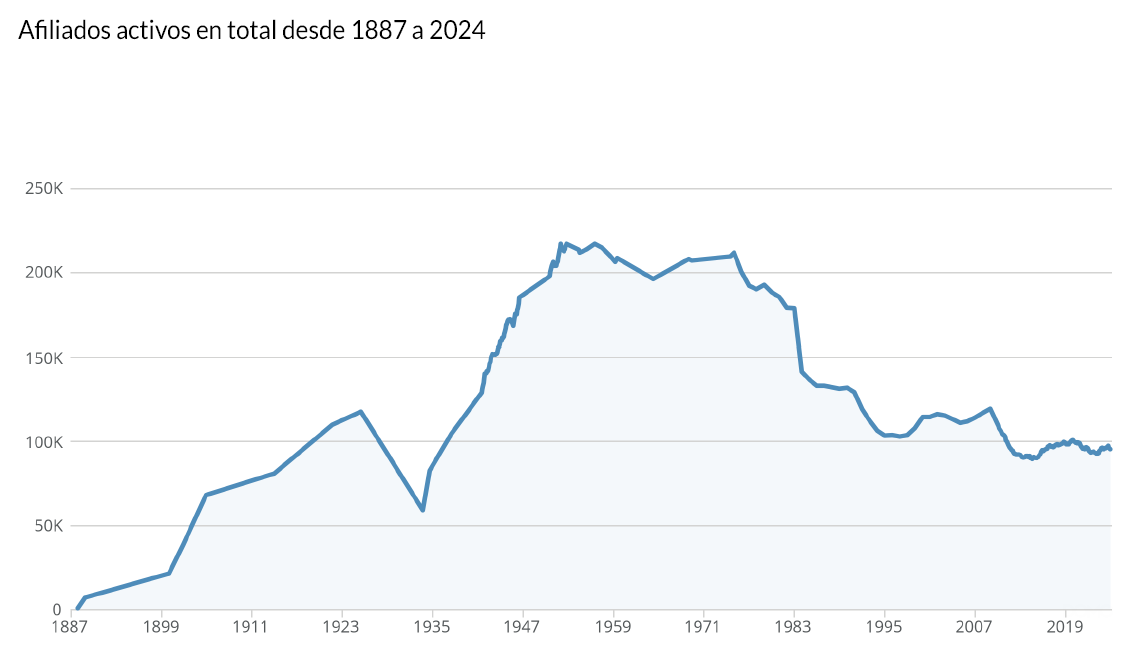 Afiliados activos en total desde 1887 a 2024
250K
200K
150K
100K
50K
0
1887 1899 1911 1923 1935 1947 1959 1971 1983 1995 2007 2019